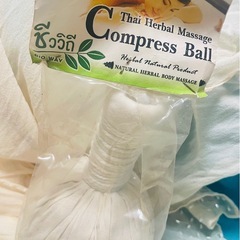 Thai Herbal Massage
Compress Ball
ชีววิถี
Herbal Natural Product
NATURAL HERBAL BODY MASSAGE